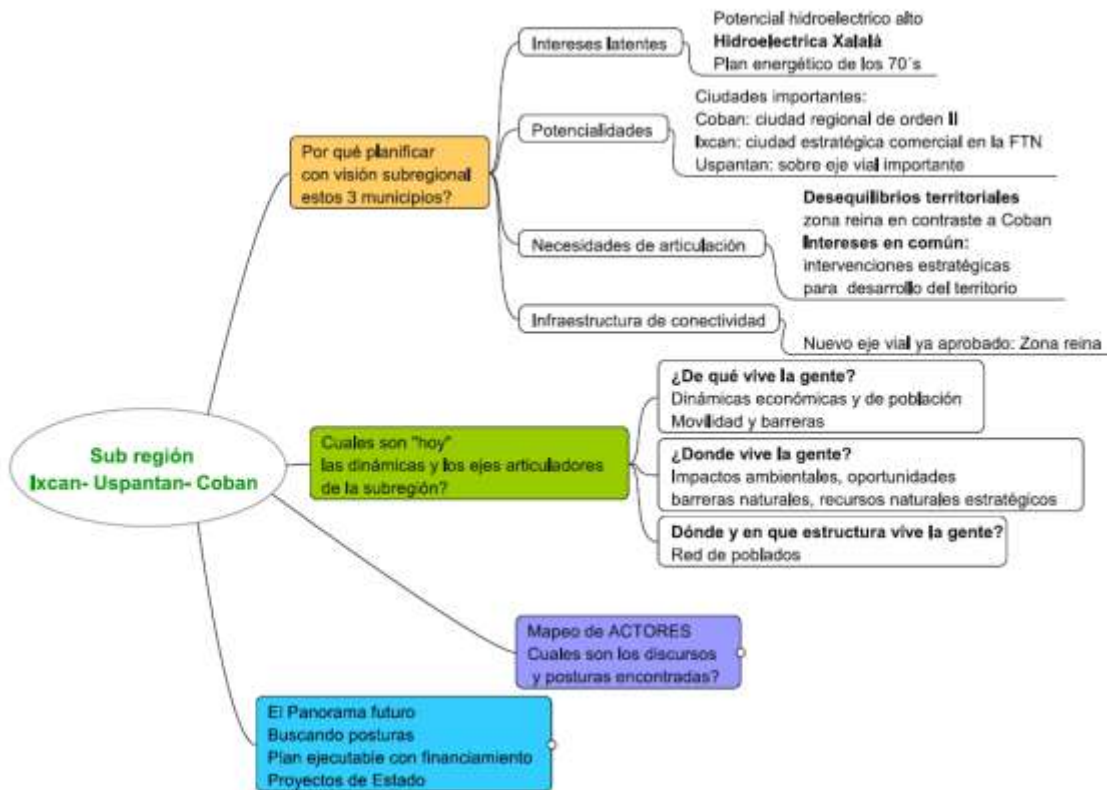 Sub región
Ixcan- Uspantan- Coban
Por qué planificar
con visión subregional
estos 3 municipios?
Intereses latentes
Potencial hidroelectrico alto
Hidroelectrica Xalalá
Plan energético de los 70´s
Potencialidades
Ciudades importantes:
Coban: ciudad regional de orden II
Ixcan: ciudad estratégica comercial en la FTN
Uspantan: sobre eje vial importante
Necesidades de articulación
Desequilibrios territoriales
zona reina en contraste a Coban
Intereses en común:
intervenciones estratégicas
para desarrollo del territorio
Infraestructura de conectividad
Nuevo eje vial ya aprobado: Zona reina
Cuales son "hoy"
las dinámicas y los ejes articuladores
de la subregión?
¿De qué vive la gente?
Dinámicas económicas y de población
Movilidad y barreras
¿Donde vive la gente?
Impactos ambientales, oportunidades
barreras naturales, recursos naturales estratégicos
Dónde y en que estructura vive la gente?
Red de poblados
Mapeo de ACTORES
Cuales son los discursos
y posturas encontradas?
El Panorama futuro
Buscando posturas
Plan ejecutable con financiamiento
Proyectos de Estado